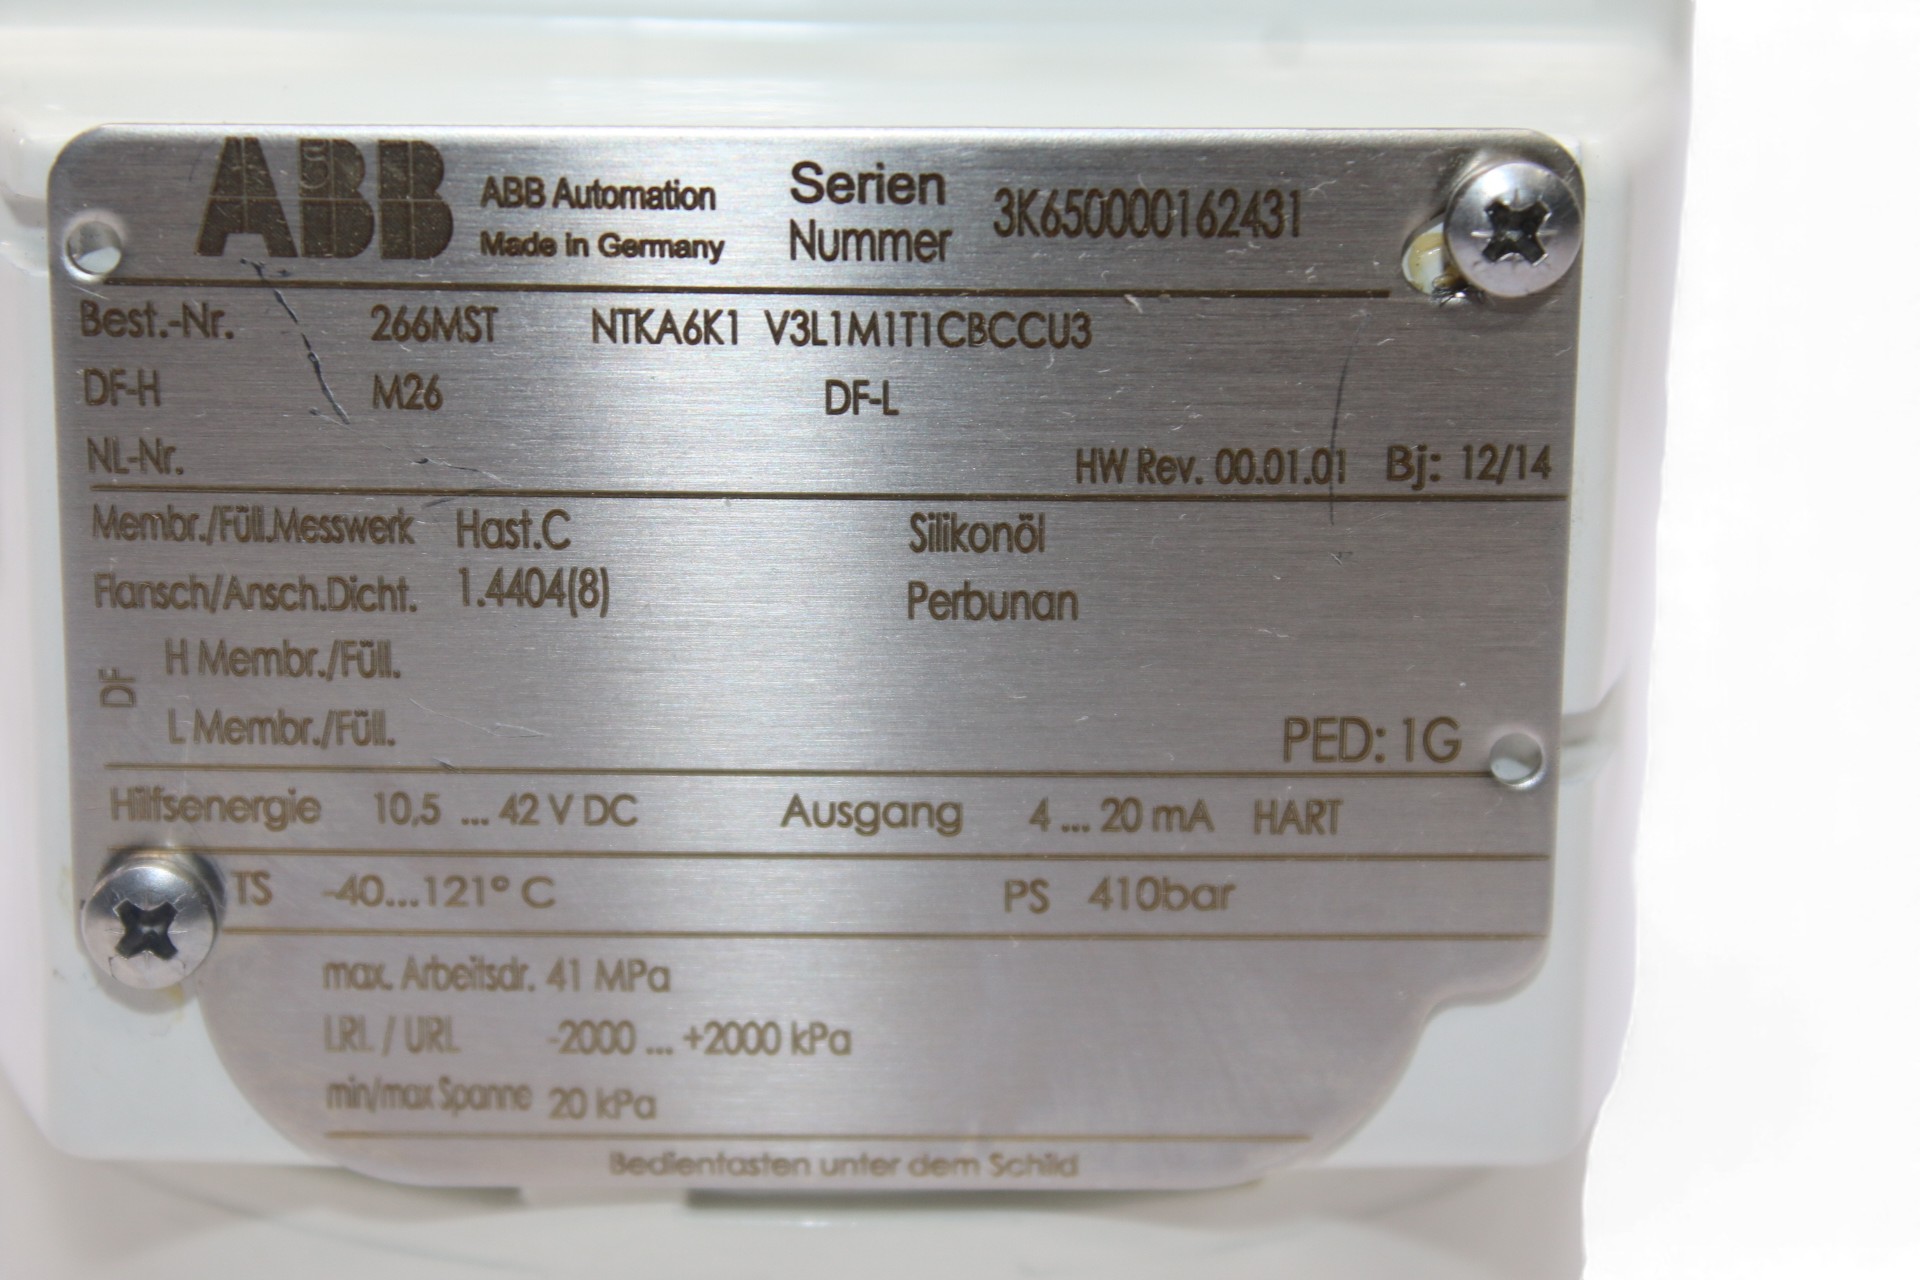 ABB ABB Automation Serien 3K650000162431
Made in Germany Nummer
Best.-Nr. 266MST NTKA6K1 V3L1M1T1CBCCU3
DF-H M26 DF-L
NL-Nr. HW Rev. 00.01.01 Bj: 12/14
Membr./Füll.Messwerk Hast.C Silikonöl
Flansch/Ansch.Dicht. 1.4404(8) Perbunan
DF H Membr./Füll.
L Membr./Füll. PED: 1G
Hilfsenergie 10,5 ... 42 V DC Ausgang 4 ... 20 mA HART
TS -40...121° C PS 410bar
max. Arbeitsdr. 41 MPa
LRL / URL -2000 ... +2000 kPa
min/max Spanne 20 kPa
Bedientasten unter dem Schild